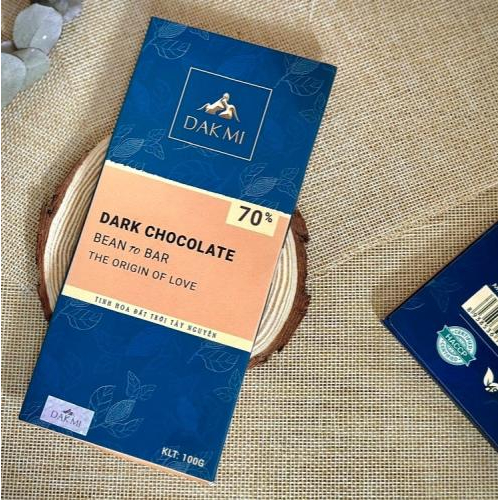 DAKMI
70%
DARK CHOCOLATE
BEAN TO BAR
THE ORIGIN OF LOVE
TINH HOA ĐẤT TRỜI TÂY NGUYÊN
DAKMI
KLT: 100G
HACCP